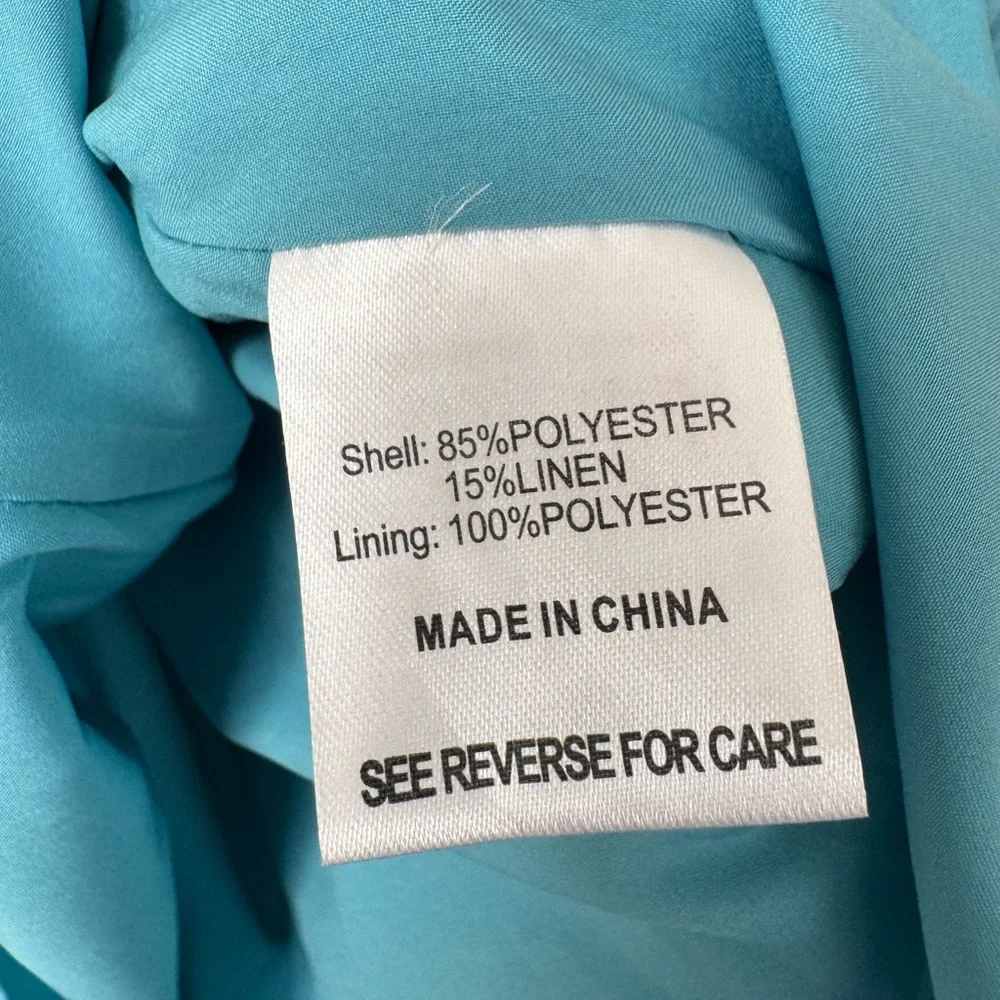 Shell: 85%POLYESTER
15%LINEN
Lining: 100%POLYESTER
MADE IN CHINA
SEE REVERSE FOR CARE